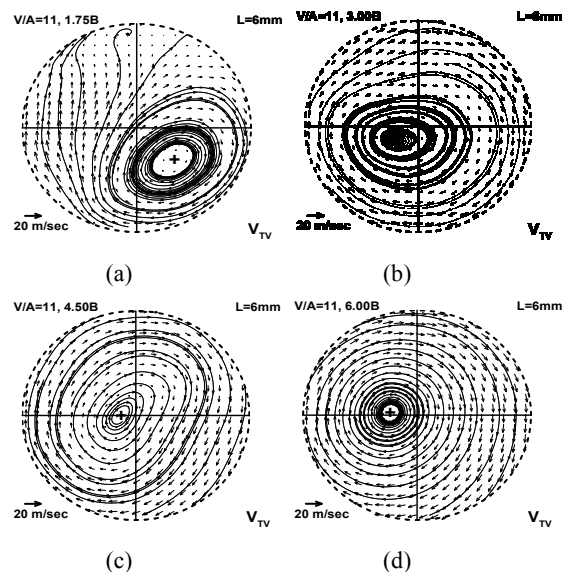 V/A=11, 1.75B L=6mm
20 m/sec V_TV
(a)
V/A=11, 3.00B L=6mm
20 m/sec V_TV
(b)
V/A=11, 4.50B L=6mm
20 m/sec V_TV
(c)
V/A=11, 6.00B L=6mm
20 m/sec V_TV
(d)